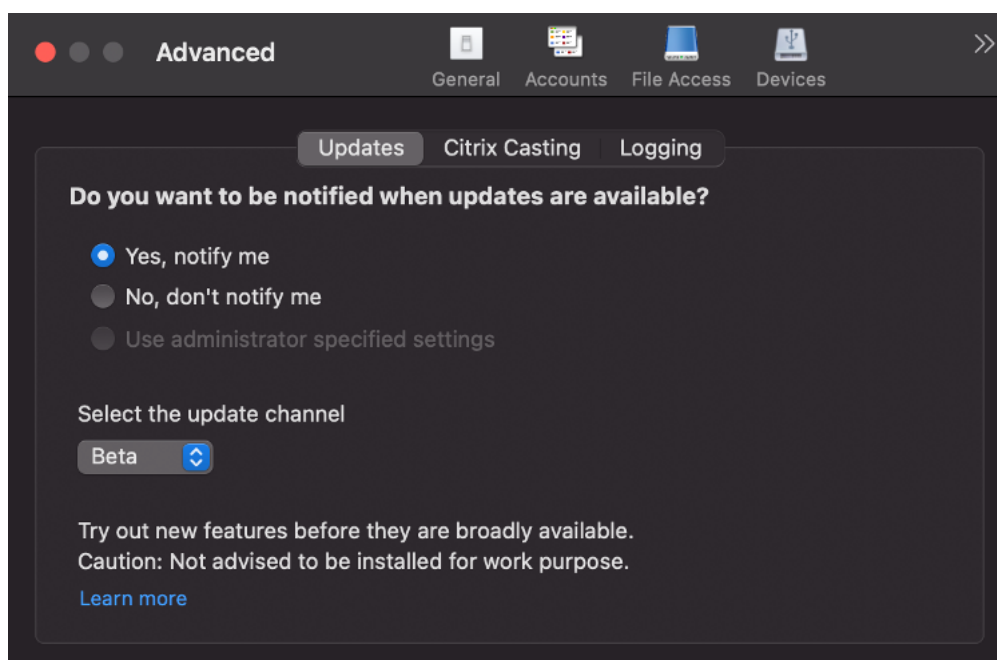 Advanced
General Accounts File Access Devices
Updates Citrix Casting Logging
Do you want to be notified when updates are available?
Yes, notify me
No, don't notify me
Use administrator specified settings
Select the update channel
Beta
Try out new features before they are broadly available.
Caution: Not advised to be installed for work purpose.
Learn more